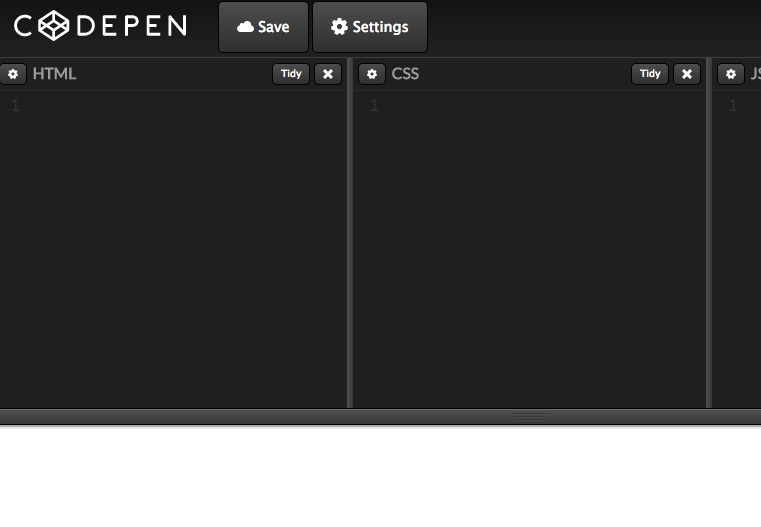 CODEPEN Save Settings
HTML Tidy CSS Tidy
1 1 1